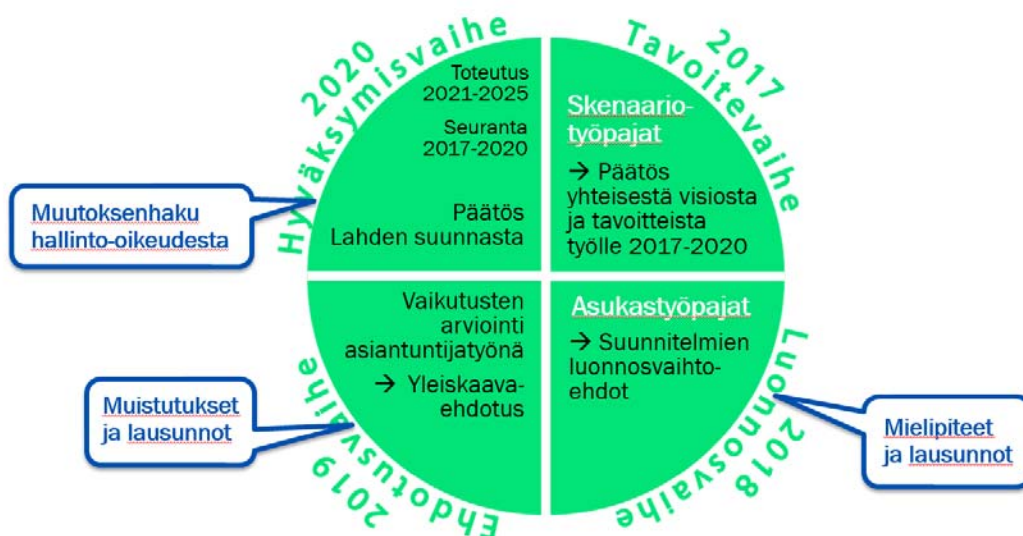 2017
Tavoitevaihe
Skenaario-
työpajat
→ Päätös
yhteisestä visiosta
ja tavoitteista
työlle 2017-2020
2018
Luonnosvaihe
Asukastyöpajat
→ Suunnitelmien
luonnosvaihto-
ehdot
Mielipiteet
ja lausunnot
2019
Ehdotusvaihe
Vaikutusten
arviointi
asiantuntijatyönä
→ Yleiskaava-
ehdotus
Muistutukset
ja lausunnot
2020
Hyväksymisvaihe
Toteutus
2021-2025
Seuranta
2017-2020
Päätös
Lahden suunnasta
Muutoksenhaku
hallinto-oikeudesta